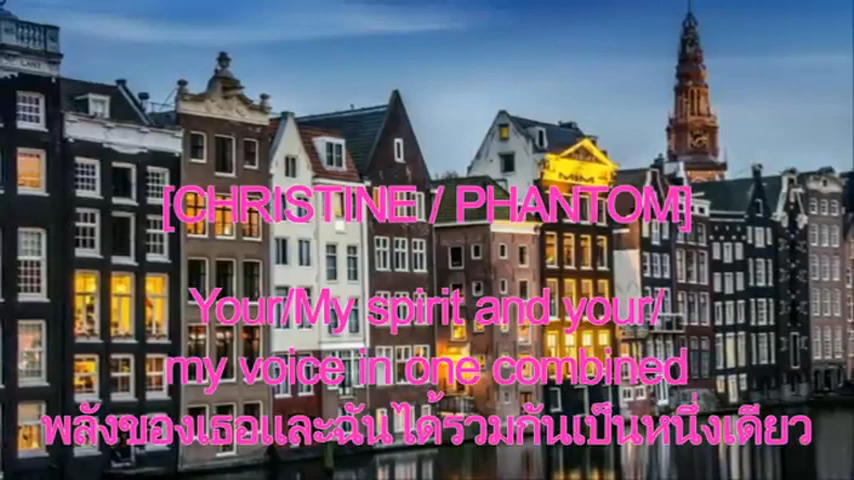 [CHRISTINE / PHANTOM]
Your/My spirit and your/
my voice in one combined
พลังของเธอและฉันได้รวมกันเป็นหนึ่งเดียว
MIM